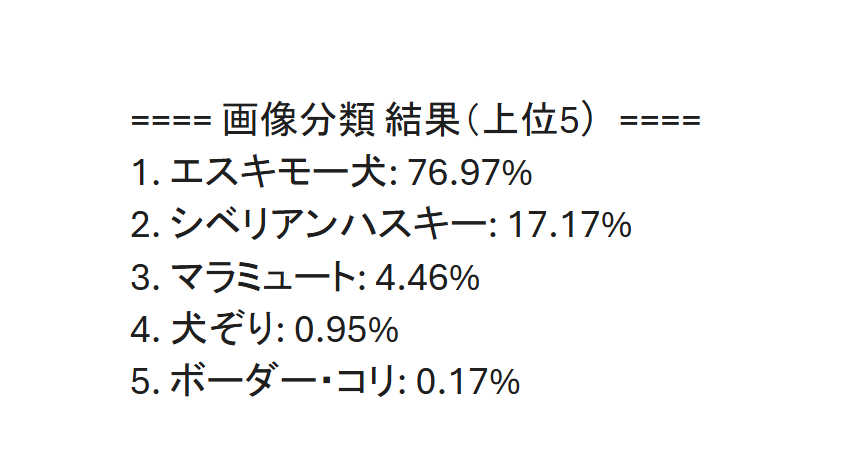 ==== 画像分類 結果（上位5） ====
1. エスキモー犬: 76.97%
2. シベリアンハスキー: 17.17%
3. マラミュート: 4.46%
4. 犬ぞり: 0.95%
5. ボーダー・コリ: 0.17%